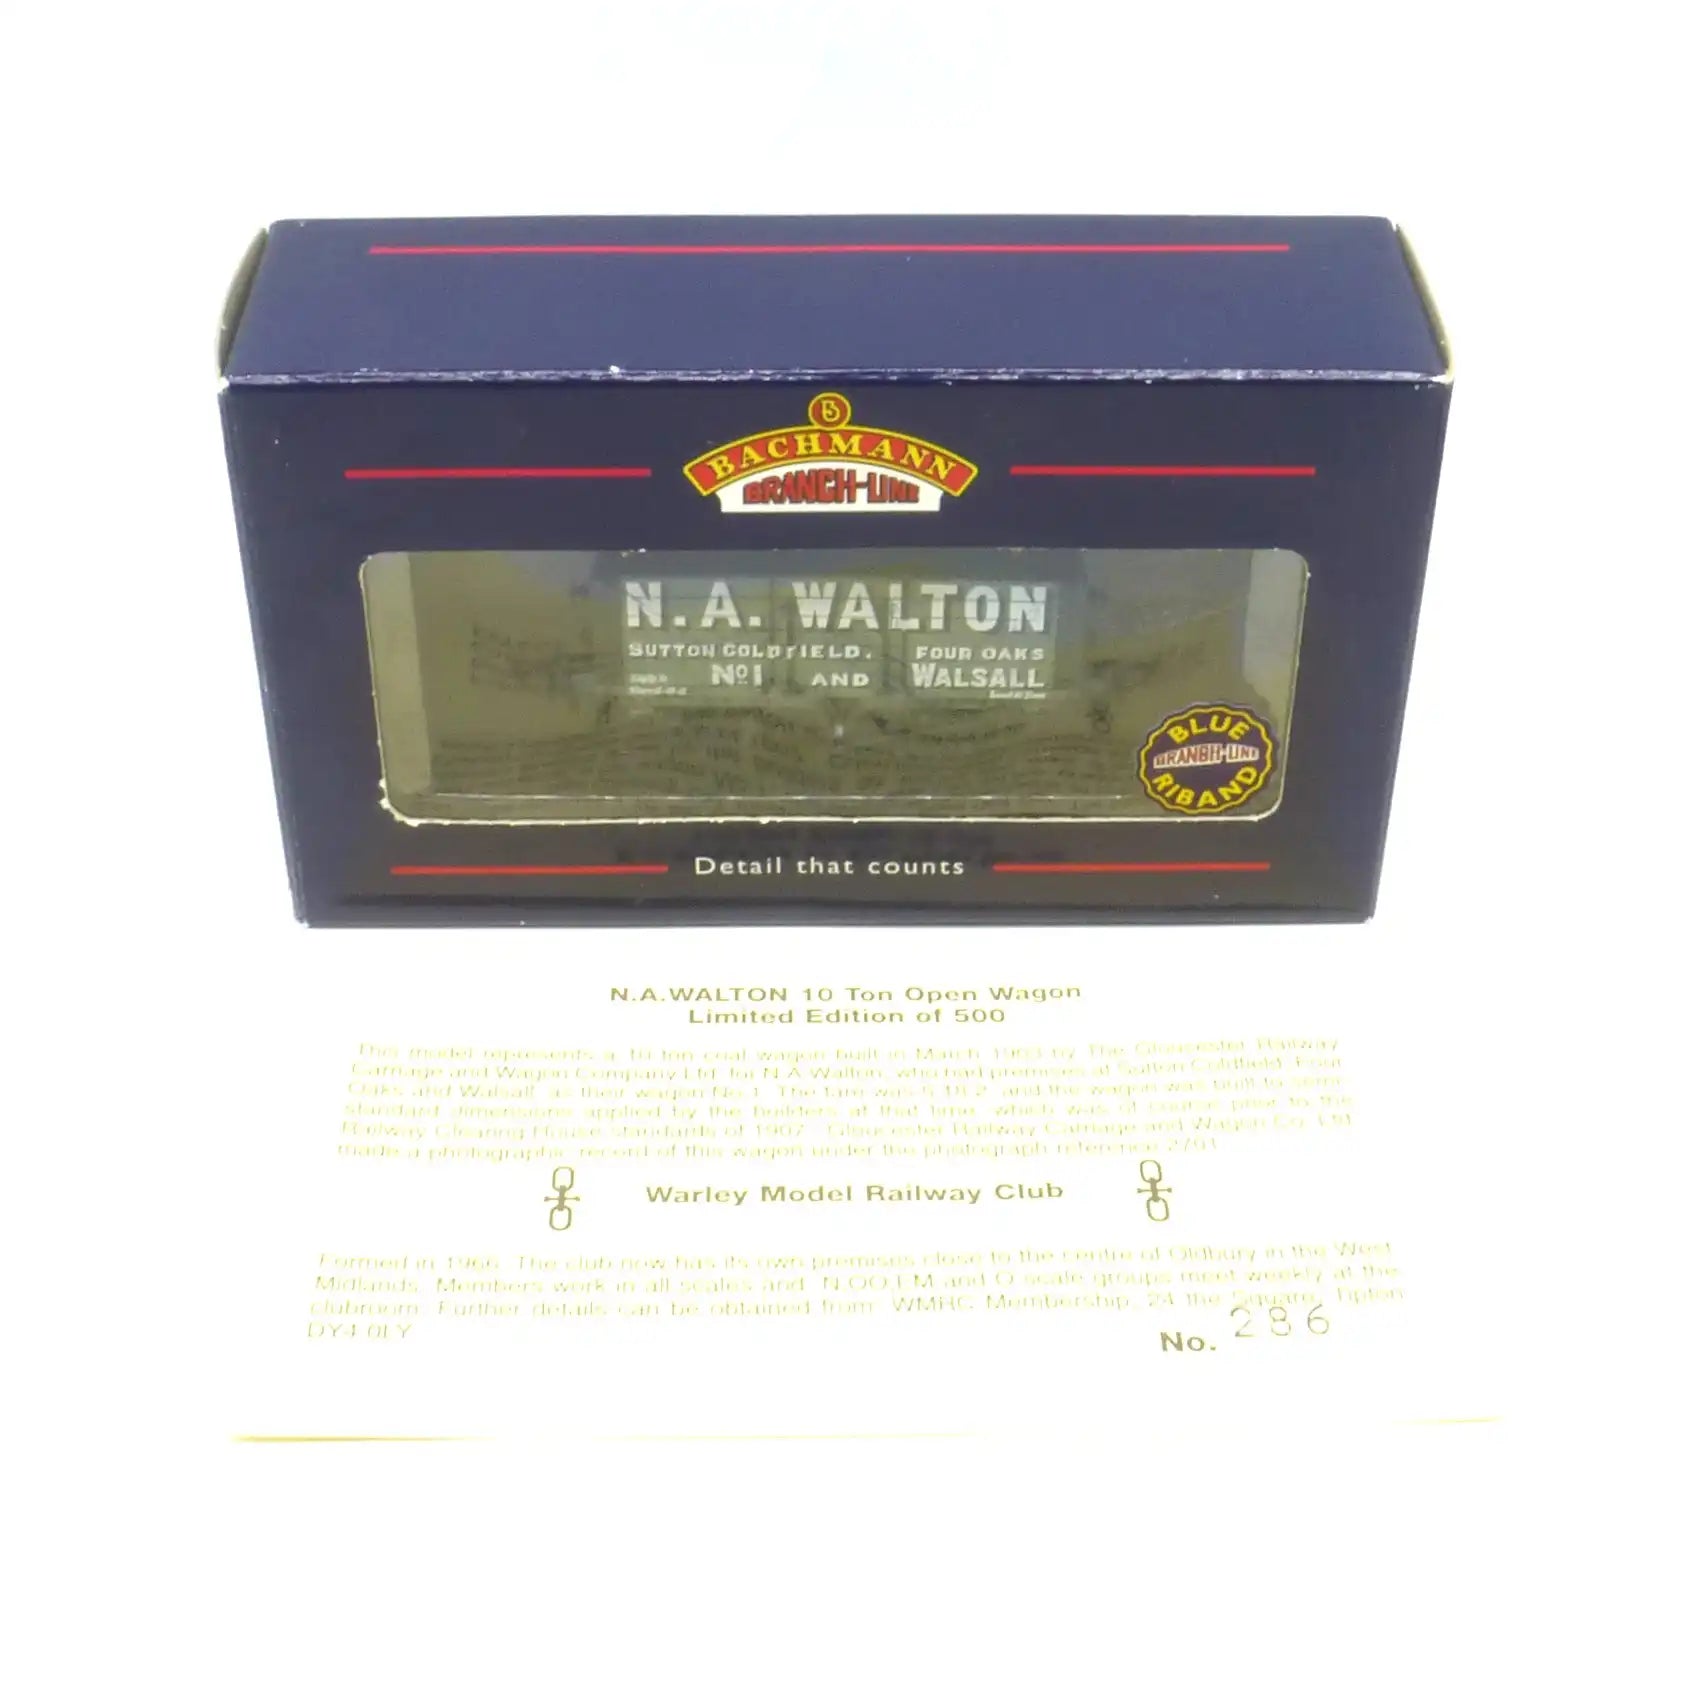 BACHMANN
BRANCH-LINE
N.A. WALTON
SUTTON COLDFIELD. FOUR OAKS
No1 AND WALSALL
BLUE
BRANCH-LINE
RIBAND
Detail that counts
N.A.WALTON 10 Ton Open Wagon
Limited Edition of 500
This model represents a 10 ton coal wagon built in March 1903 by The Gloucester Railway
Carriage and Wagon Company Ltd for N A Walton, who had premises at Sutton Coldfield, Four
Oaks and Walsall, as their wagon No 1. The tare was 5.18.2, and the wagon was built to semi
standard dimensions applied by the builders at that time, which was of course prior to the
Railway Clearing House standards of 1907. Gloucester Railway Carriage and Wagon Co. Ltd
made a photographic record of this wagon under the photograph reference 2701
Warley Model Railway Club
Formed in 1966. The club now has its own premises close to the centre of Oldbury in the West
Midlands. Members work in all scales and N,OO,EM and O scale groups meet weekly at the
clubroom. Further details can be obtained from: WMRC Membership, 24 the Square, Tipton
DY4 0LY
No. 286